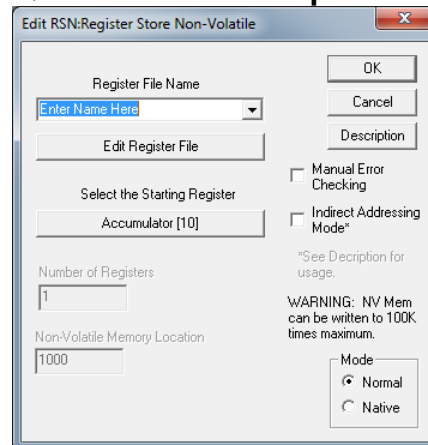 Edit RSN:Register Store Non-Volatile
Register File Name
Enter Name Here
Edit Register File
Select the Starting Register
Accumulator [10]
Number of Registers
1
Non-Volatile Memory Location
1000
OK
Cancel
Description
Manual Error
Checking
Indirect Addressing
Mode*
*See Decription for
usage.
WARNING: NV Mem
can be written to 100K
times maximum.
Mode
Normal
Native